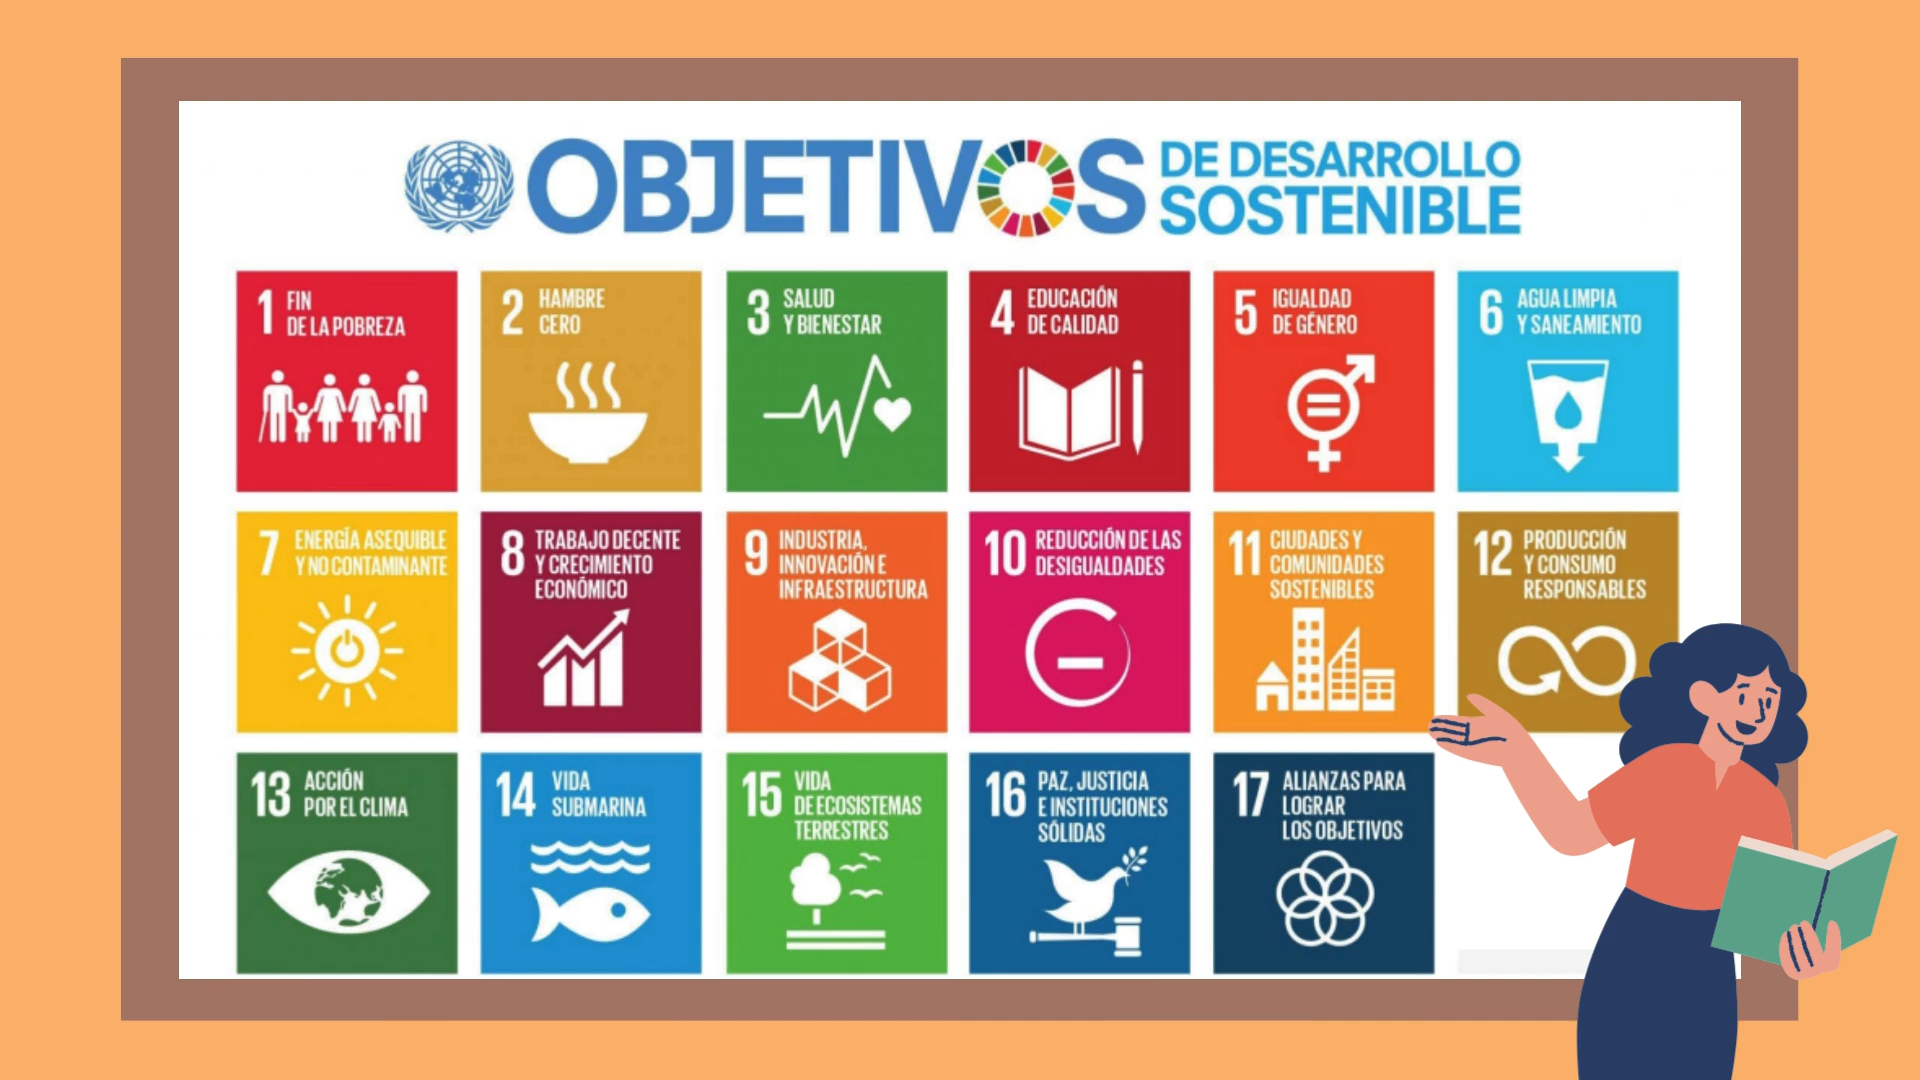 OBJETIVOS
DE DESARROLLO
SOSTENIBLE
1 FIN
DE LA POBREZA
2 HAMBRE
CERO
3 SALUD
Y BIENESTAR
4 EDUCACIÓN
DE CALIDAD
5 IGUALDAD
DE GÉNERO
6 AGUA LIMPIA
Y SANEAMIENTO
7 ENERGÍA ASEQUIBLE
Y NO CONTAMINANTE
8 TRABAJO DECENTE
Y CRECIMIENTO
ECONÓMICO
9 INDUSTRIA,
INNOVACIÓN E
INFRAESTRUCTURA
10 REDUCCIÓN DE LAS
DESIGUALDADES
11 CIUDADES Y
COMUNIDADES
SOSTENIBLES
12 PRODUCCIÓN
Y CONSUMO
RESPONSABLES
13 ACCIÓN
POR EL CLIMA
14 VIDA
SUBMARINA
15 VIDA
DE ECOSISTEMAS
TERRESTRES
16 PAZ, JUSTICIA
E INSTITUCIONES
SÓLIDAS
17 ALIANZAS PARA
LOGRAR
LOS OBJETIVOS